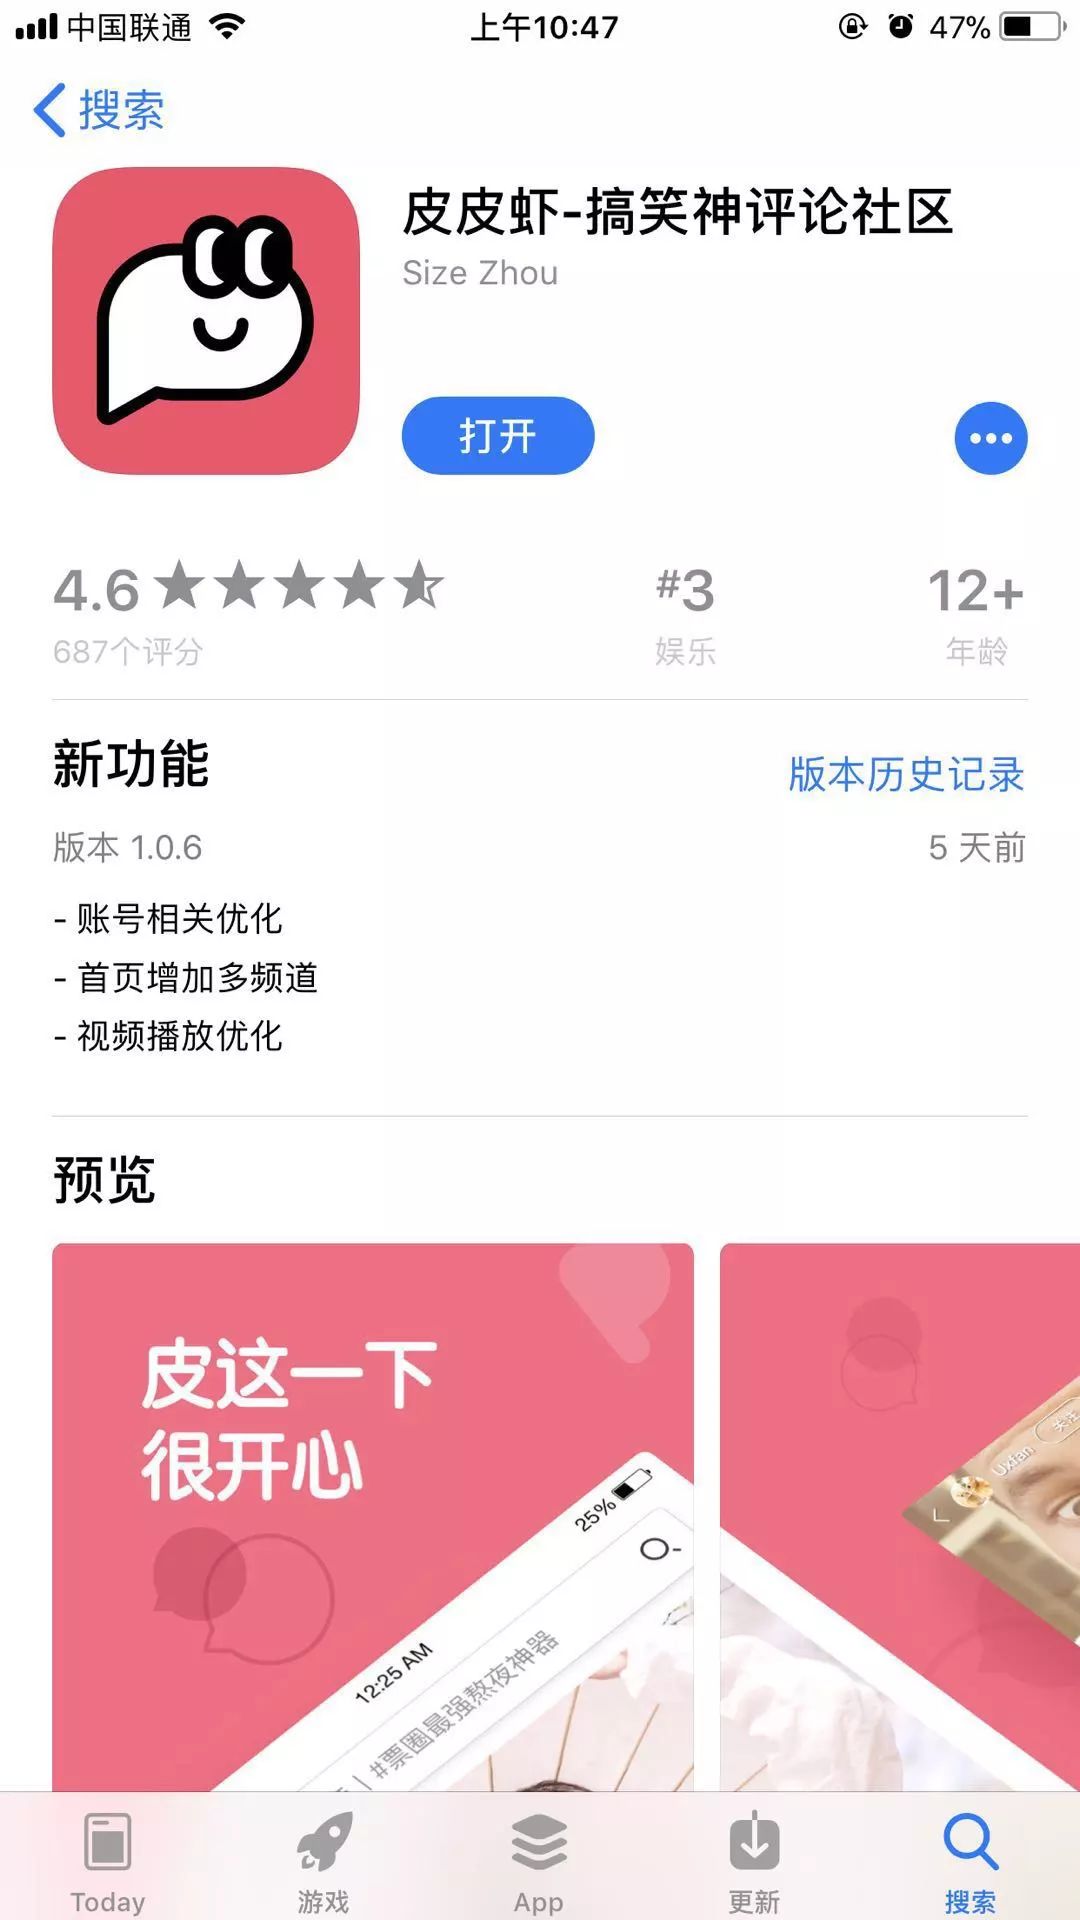 中国联通 上午10:47 47%
搜索
皮皮虾-搞笑神评论社区
Size Zhou
打开
4.6 #3 12+
687个评分 娱乐 年龄
新功能 版本历史记录
版本 1.0.6 5 天前
- 账号相关优化
- 首页增加多频道
- 视频播放优化
预览
皮这一下
很开心
25%
12:25 AM
#票圈最强熬夜神器
Uxfan
关注
Today 游戏 App 更新 搜索